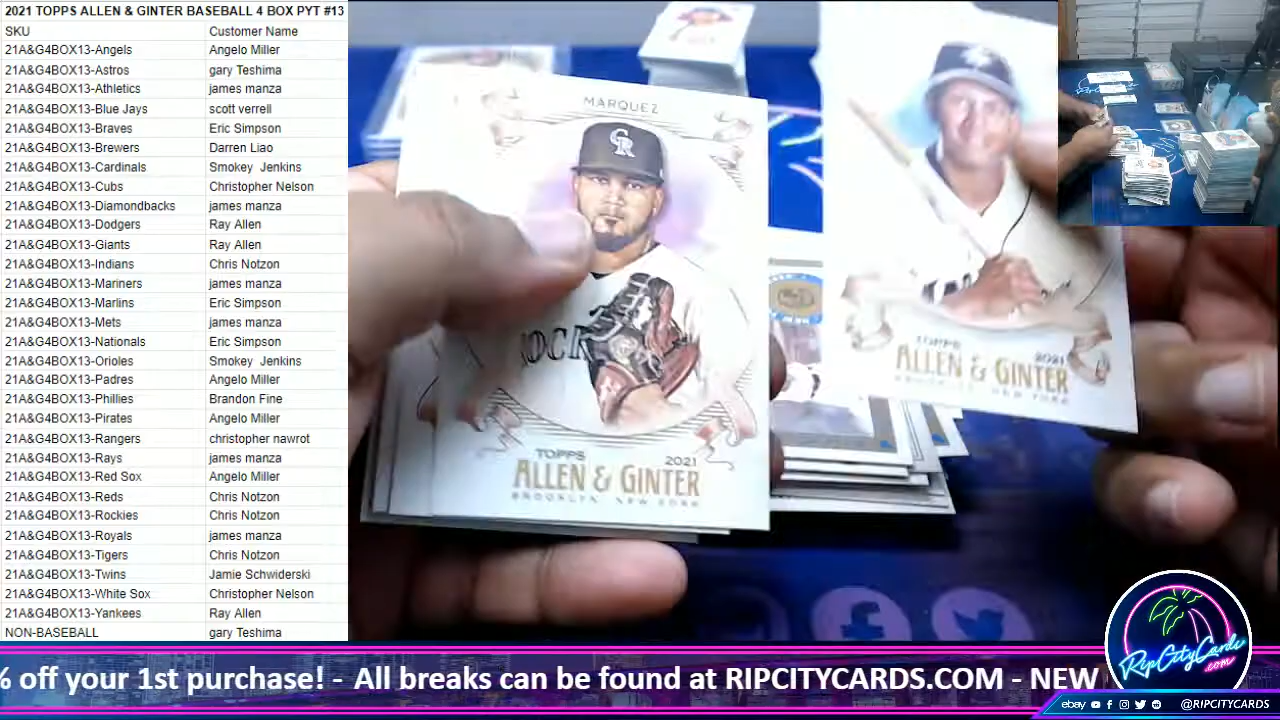 2021 TOPPS ALLEN & GINTER BASEBALL 4 BOX PYT #13
SKU Customer Name
21A&G4BOX13-Angels Angelo Miller
21A&G4BOX13-Astros gary Teshima
21A&G4BOX13-Athletics james manza
21A&G4BOX13-Blue Jays scott verrell
21A&G4BOX13-Braves Eric Simpson
21A&G4BOX13-Brewers Darren Liao
21A&G4BOX13-Cardinals Smokey  Jenkins
21A&G4BOX13-Cubs Christopher Nelson
21A&G4BOX13-Diamondbacks james manza
21A&G4BOX13-Dodgers Ray Allen
21A&G4BOX13-Giants Ray Allen
21A&G4BOX13-Indians Chris Notzon
21A&G4BOX13-Mariners james manza
21A&G4BOX13-Marlins Eric Simpson
21A&G4BOX13-Mets james manza
21A&G4BOX13-Nationals Eric Simpson
21A&G4BOX13-Orioles Smokey  Jenkins
21A&G4BOX13-Padres Angelo Miller
21A&G4BOX13-Phillies Brandon Fine
21A&G4BOX13-Pirates Angelo Miller
21A&G4BOX13-Rangers christopher nawrot
21A&G4BOX13-Rays james manza
21A&G4BOX13-Red Sox Angelo Miller
21A&G4BOX13-Reds Chris Notzon
21A&G4BOX13-Rockies Chris Notzon
21A&G4BOX13-Royals james manza
21A&G4BOX13-Tigers Chris Notzon
21A&G4BOX13-Twins Jamie Schwiderski
21A&G4BOX13-White Sox Christopher Nelson
21A&G4BOX13-Yankees Ray Allen
NON-BASEBALL gary Teshima
MARQUEZ
CR
TOPPS 2021
ALLEN & GINTER
BROOKLYN, NEW YORK
TOPPS 2021
ALLEN & GINTER
BROOKLYN, NEW YORK
% off your 1st purchase! - All breaks can be found at RIPCITYCARDS.COM - NEW
RipCityCards
.com
ebay @RIPCITYCARDS